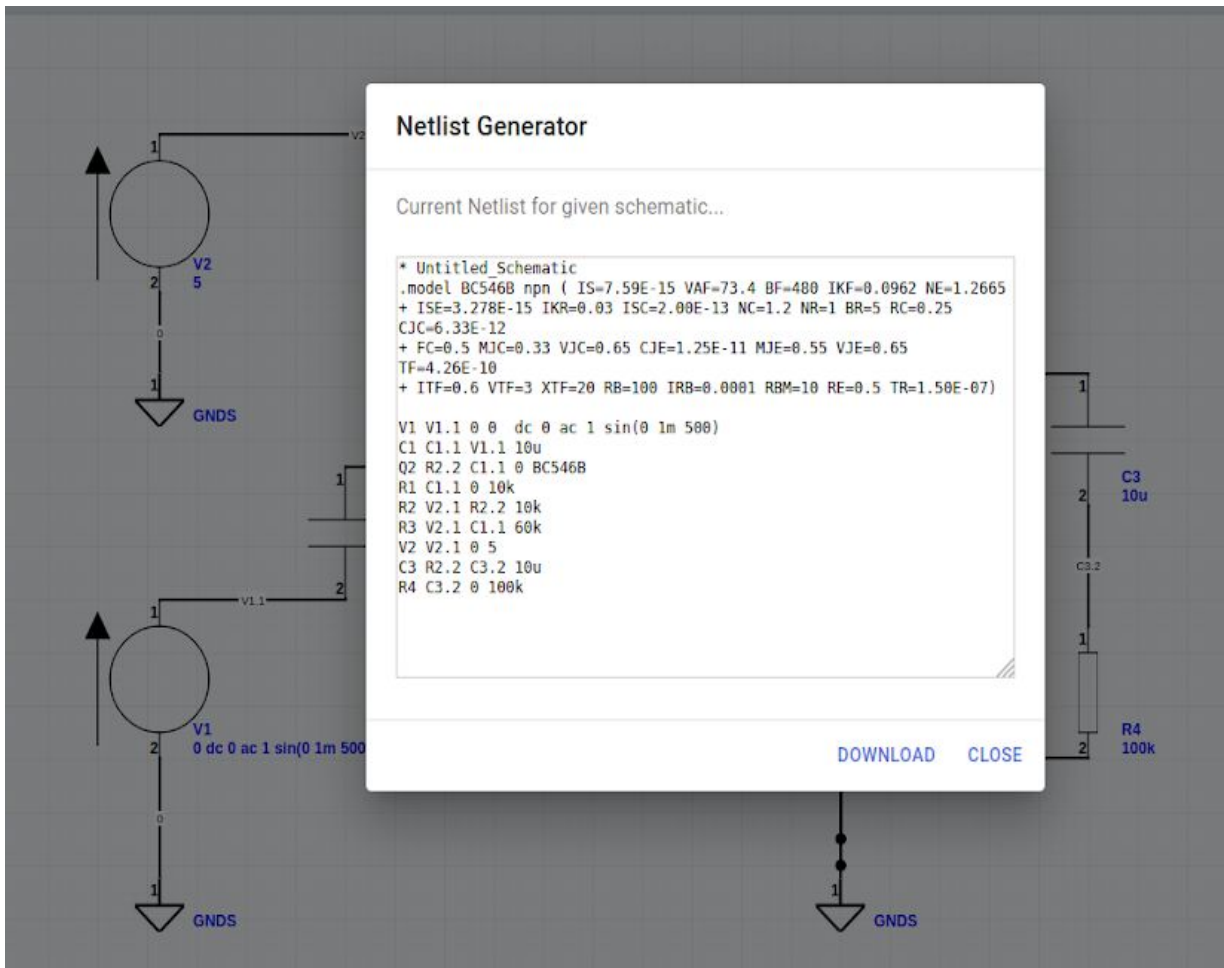 Netlist Generator
Current Netlist for given schematic...
* Untitled_Schematic
.model BC546B npn ( IS=7.59E-15 VAF=73.4 BF=480 IKF=0.0962 NE=1.2665
+ ISE=3.278E-15 IKR=0.03 ISC=2.00E-13 NC=1.2 NR=1 BR=5 RC=0.25
CJC=6.33E-12
+ FC=0.5 MJC=0.33 VJC=0.65 CJE=1.25E-11 MJE=0.55 VJE=0.65
TF=4.26E-10
+ ITF=0.6 VTF=3 XTF=20 RB=100 IRB=0.0001 RBM=10 RE=0.5 TR=1.50E-07)
V1 V1.1 0 0 dc 0 ac 1 sin(0 1m 500)
C1 C1.1 V1.1 10u
Q2 R2.2 C1.1 0 BC546B
R1 C1.1 0 10k
R2 V2.1 R2.2 10k
R3 V2.1 C1.1 60k
V2 V2.1 0 5
C3 R2.2 C3.2 10u
R4 C3.2 0 100k
DOWNLOAD CLOSE
1
V2
V2
5
2
0
1
GNDS
1
2
V1.1
1
V1
0 dc 0 ac 1 sin(0 1m 500
2
0
1
GNDS
1
C3
10u
2
C3.2
1
R4
100k
2
1
GNDS